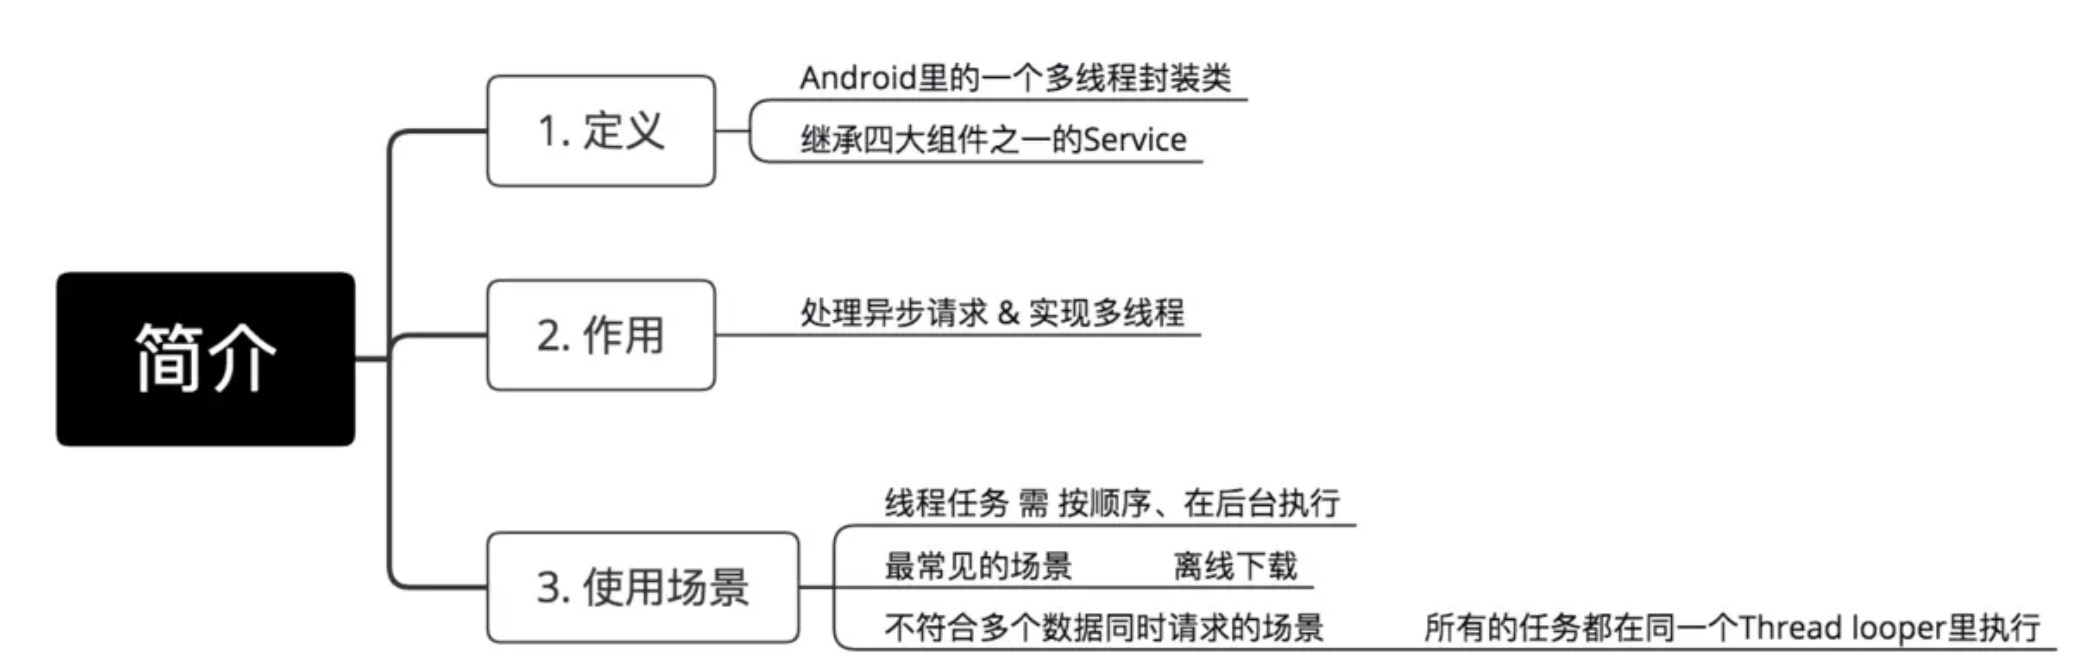 简介
1. 定义
Android里的一个多线程封装类
继承四大组件之一的Service
2. 作用
处理异步请求 & 实现多线程
3. 使用场景
线程任务 需 按顺序、在后台执行
最常见的场景 离线下载
不符合多个数据同时请求的场景 所有的任务都在同一个Thread looper里执行